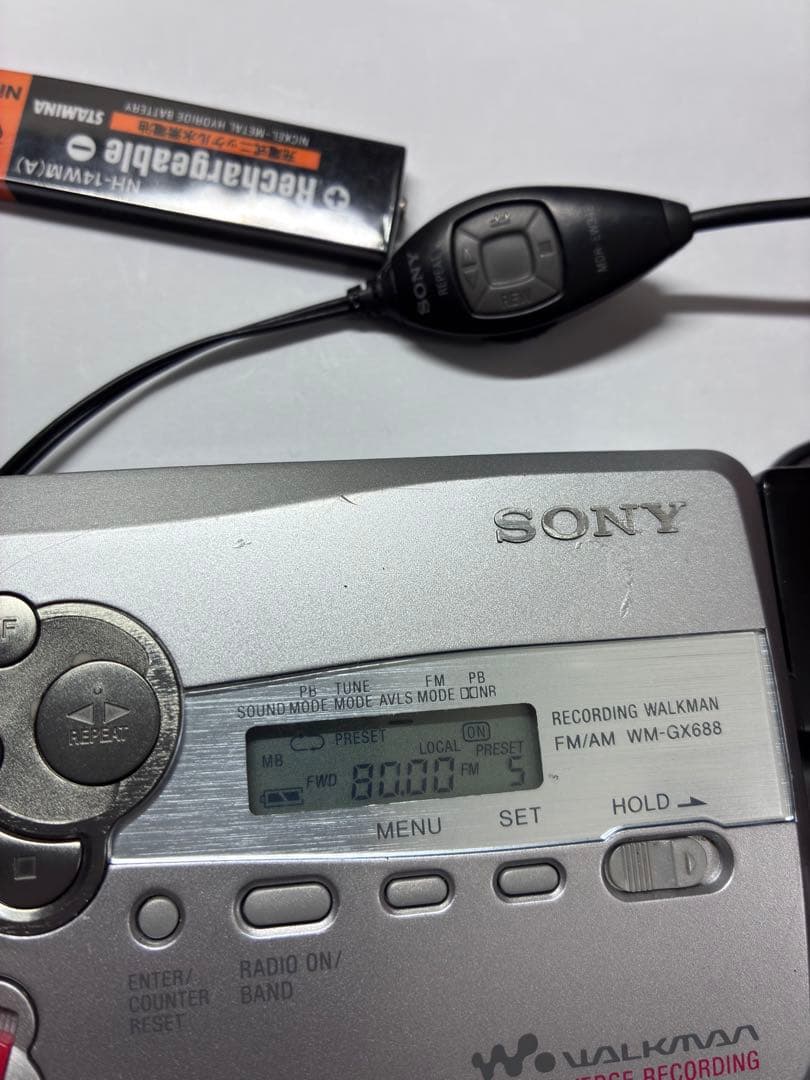 Ni
STAMINA
NICKEL-METAL HYDRIDE BATTERY
充電式ニッケル水素電池
Rechargeable
NH-14WM(A)
SONY
REPEAT
REW
SONY
F
REPEAT
SOUND
PB MODE
TUNE MODE
AVLS
FM MODE
PB
NR
RECORDING WALKMAN
FM/AM WM-GX688
MB
PRESET
LOCAL
ON
PRESET
FWD
80.00 FM 5
MENU
SET
HOLD
ENTER/
COUNTER
RESET
RADIO ON/
BAND
WALKMAN
RECORDING